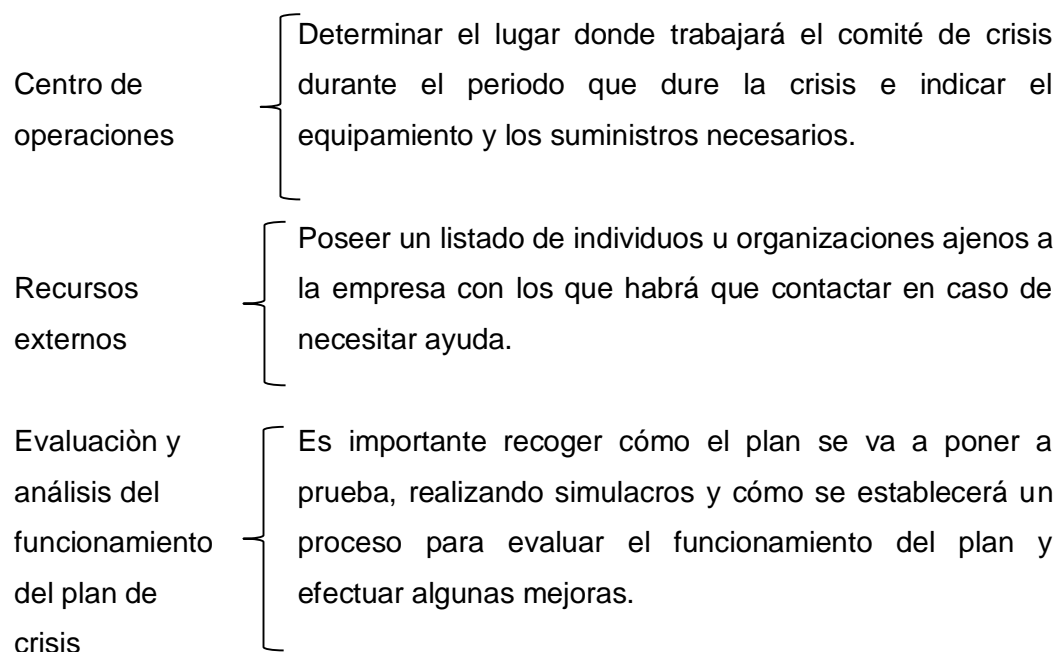 Centro de
operaciones
Determinar el lugar donde trabajará el comité de crisis
durante el periodo que dure la crisis e indicar el
equipamiento y los suministros necesarios.
Recursos
externos
Poseer un listado de individuos u organizaciones ajenos a
la empresa con los que habrá que contactar en caso de
necesitar ayuda.
Evaluaciòn y
análisis del
funcionamiento
del plan de
crisis
Es importante recoger cómo el plan se va a poner a
prueba, realizando simulacros y cómo se establecerá un
proceso para evaluar el funcionamiento del plan y
efectuar algunas mejoras.